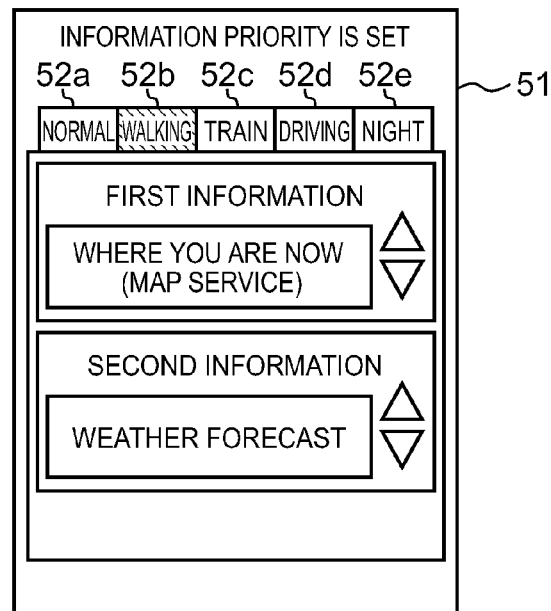 INFORMATION PRIORITY IS SET
52a 52b 52c 52d 52e
51
NORMAL WALKING TRAIN DRIVING NIGHT
FIRST INFORMATION
WHERE YOU ARE NOW
(MAP SERVICE)
SECOND INFORMATION
WEATHER FORECAST